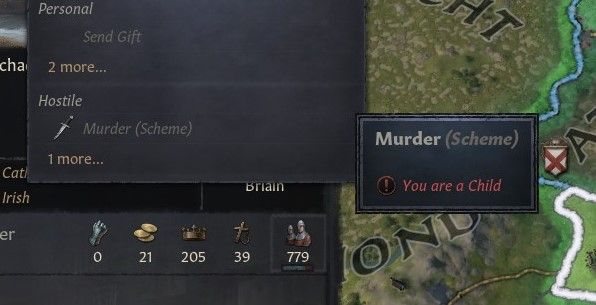 Personal
Send Gift
2 more...
Hostile
Murder (Scheme)
1 more...
Murder (Scheme)
You are a Child
Irish
Briain
0 21 205 39 779